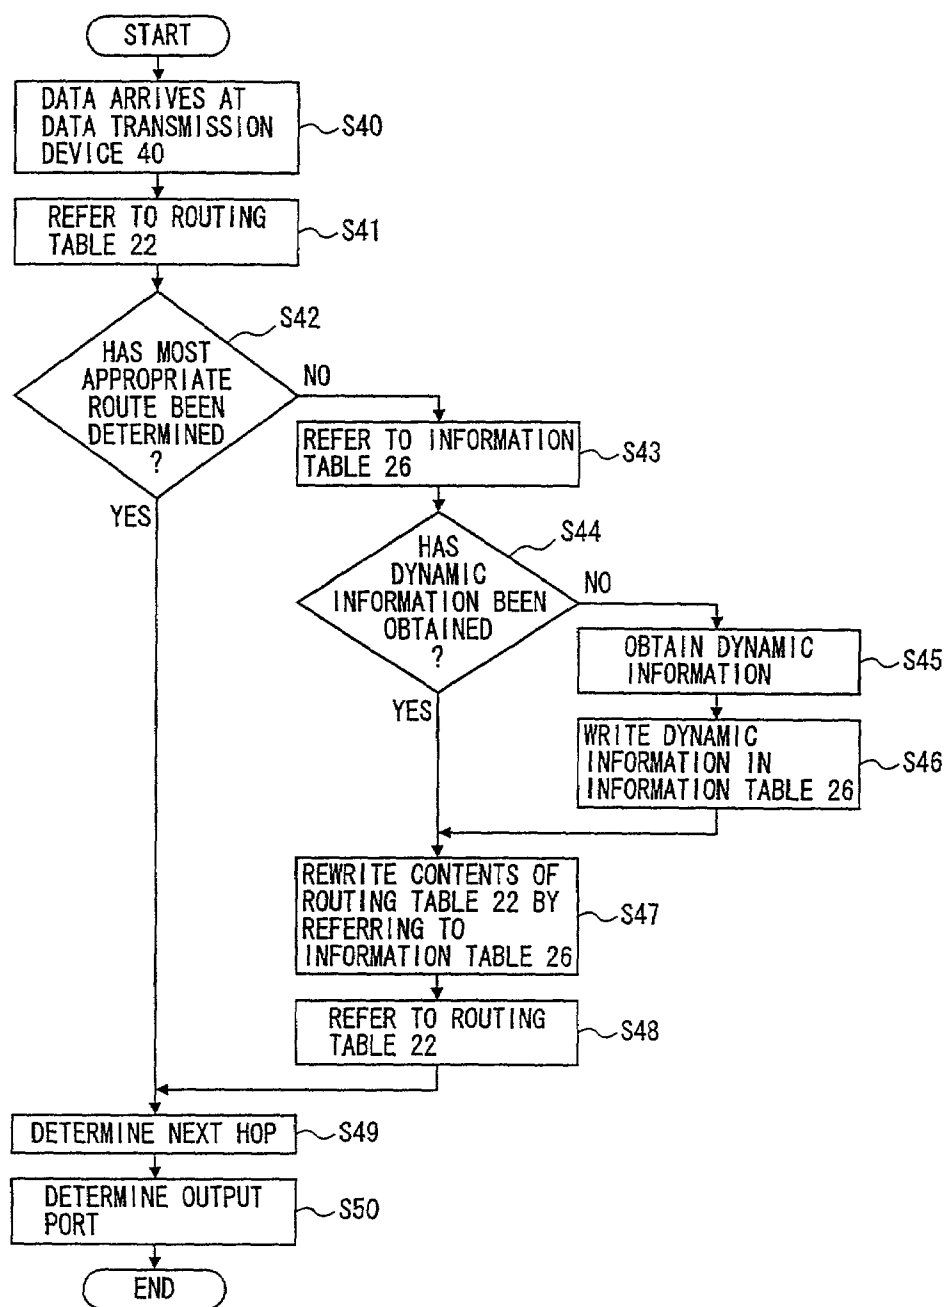 START
DATA ARRIVES AT
DATA TRANSMISSION
DEVICE 40
S40
REFER TO ROUTING
TABLE 22
S41
S42
HAS MOST
APPROPRIATE
ROUTE BEEN
DETERMINED
?
NO
YES
REFER TO INFORMATION
TABLE 26
S43
S44
HAS
DYNAMIC
INFORMATION BEEN
OBTAINED
?
NO
YES
OBTAIN DYNAMIC
INFORMATION
S45
WRITE DYNAMIC
INFORMATION IN
INFORMATION TABLE 26
S46
REWRITE CONTENTS OF
ROUTING TABLE 22 BY
REFERRING TO
INFORMATION TABLE 26
S47
REFER TO ROUTING
TABLE 22
S48
DETERMINE NEXT HOP
S49
DETERMINE OUTPUT
PORT
S50
END